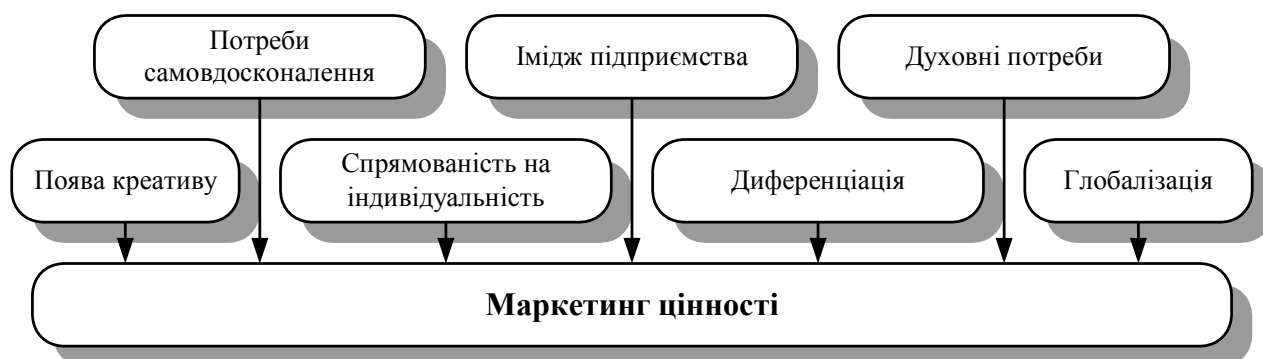 Потреби
самовдосконалення
Імідж підприємства
Духовні потреби
Поява креативу
Спрямованість на
індивідуальність
Диференціація
Глобалізація
Маркетинг цінності